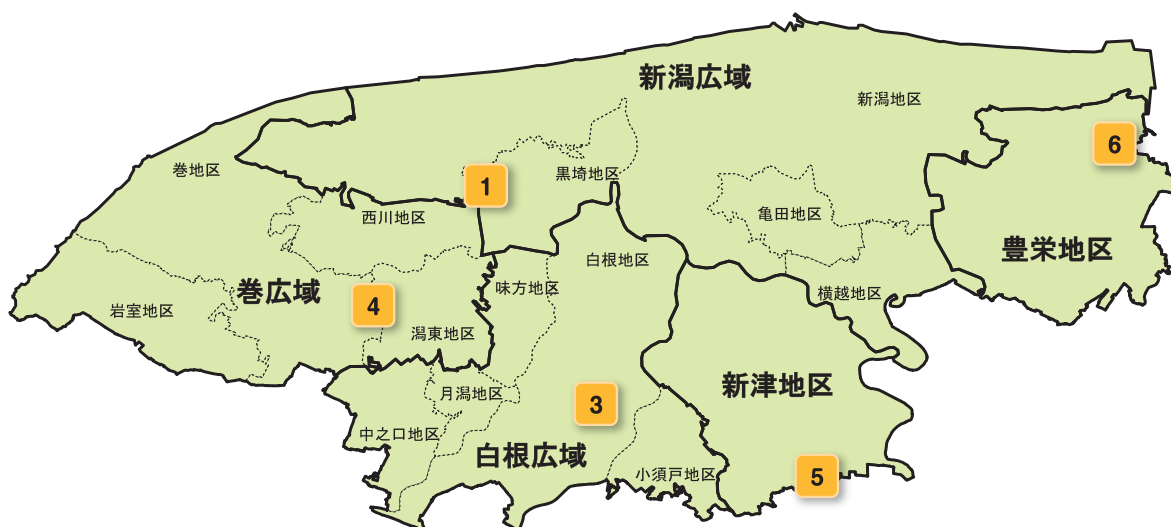 新潟広域
新潟地区
6
巻地区
黒埼地区
1
西川地区
亀田地区
豊栄地区
白根地区
味方地区
巻広域
横越地区
岩室地区
4
潟東地区
新津地区
月潟地区
3
中之口地区
白根広域
小須戸地区
5